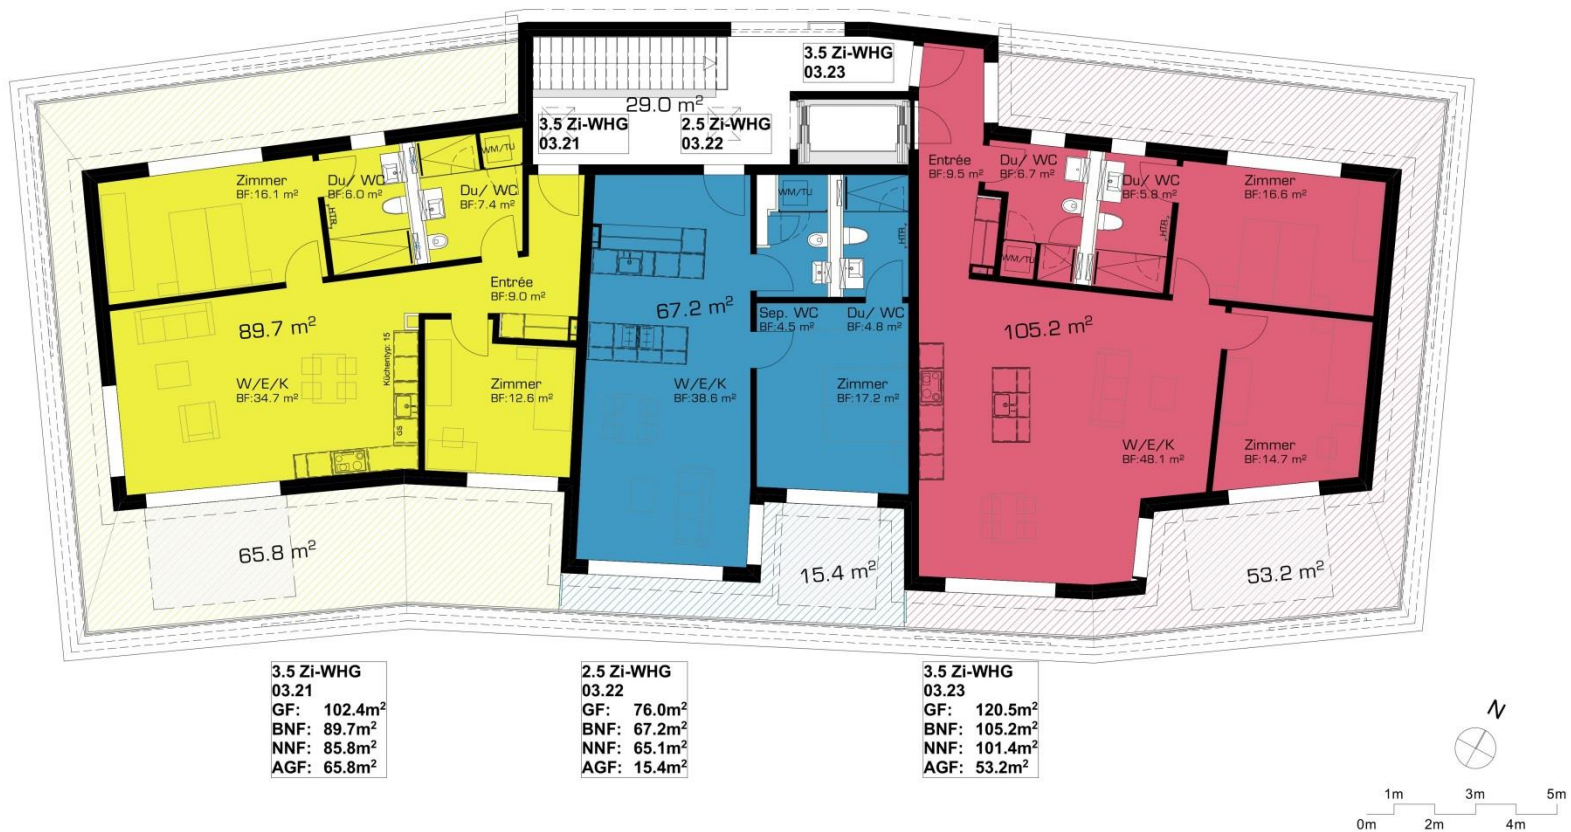 3.5 Zi-WHG
03.23
29.0 m²
3.5 Zi-WHG
03.21
2.5 Zi-WHG
03.22
Zimmer
BF:16.1 m²
Du/ WC
BF:6.0 m²
HTR
Du/ WC
BF:7.4 m²
WM/TU
Entrée
BF:9.0 m²
89.7 m²
W/E/K
BF:34.7 m²
Küchentyp: 15
GS
Zimmer
BF:12.6 m²
65.8 m²
WM/TU
HTR
67.2 m²
Sep. WC
BF:4.5 m²
Du/ WC
BF:4.8 m²
W/E/K
BF:38.6 m²
Zimmer
BF:17.2 m²
15.4 m²
Entrée
BF:9.5 m²
Du/ WC
BF:6.7 m²
Du/ WC
BF:5.8 m²
HTR
WM/TU
Zimmer
BF:16.6 m²
105.2 m²
W/E/K
BF:48.1 m²
Zimmer
BF:14.7 m²
53.2 m²
3.5 Zi-WHG
03.21
GF: 102.4m²
BNF: 89.7m²
NNF: 85.8m²
AGF: 65.8m²
2.5 Zi-WHG
03.22
GF: 76.0m²
BNF: 67.2m²
NNF: 65.1m²
AGF: 15.4m²
3.5 Zi-WHG
03.23
GF: 120.5m²
BNF: 105.2m²
NNF: 101.4m²
AGF: 53.2m²
N
1m 3m 5m
0m 2m 4m